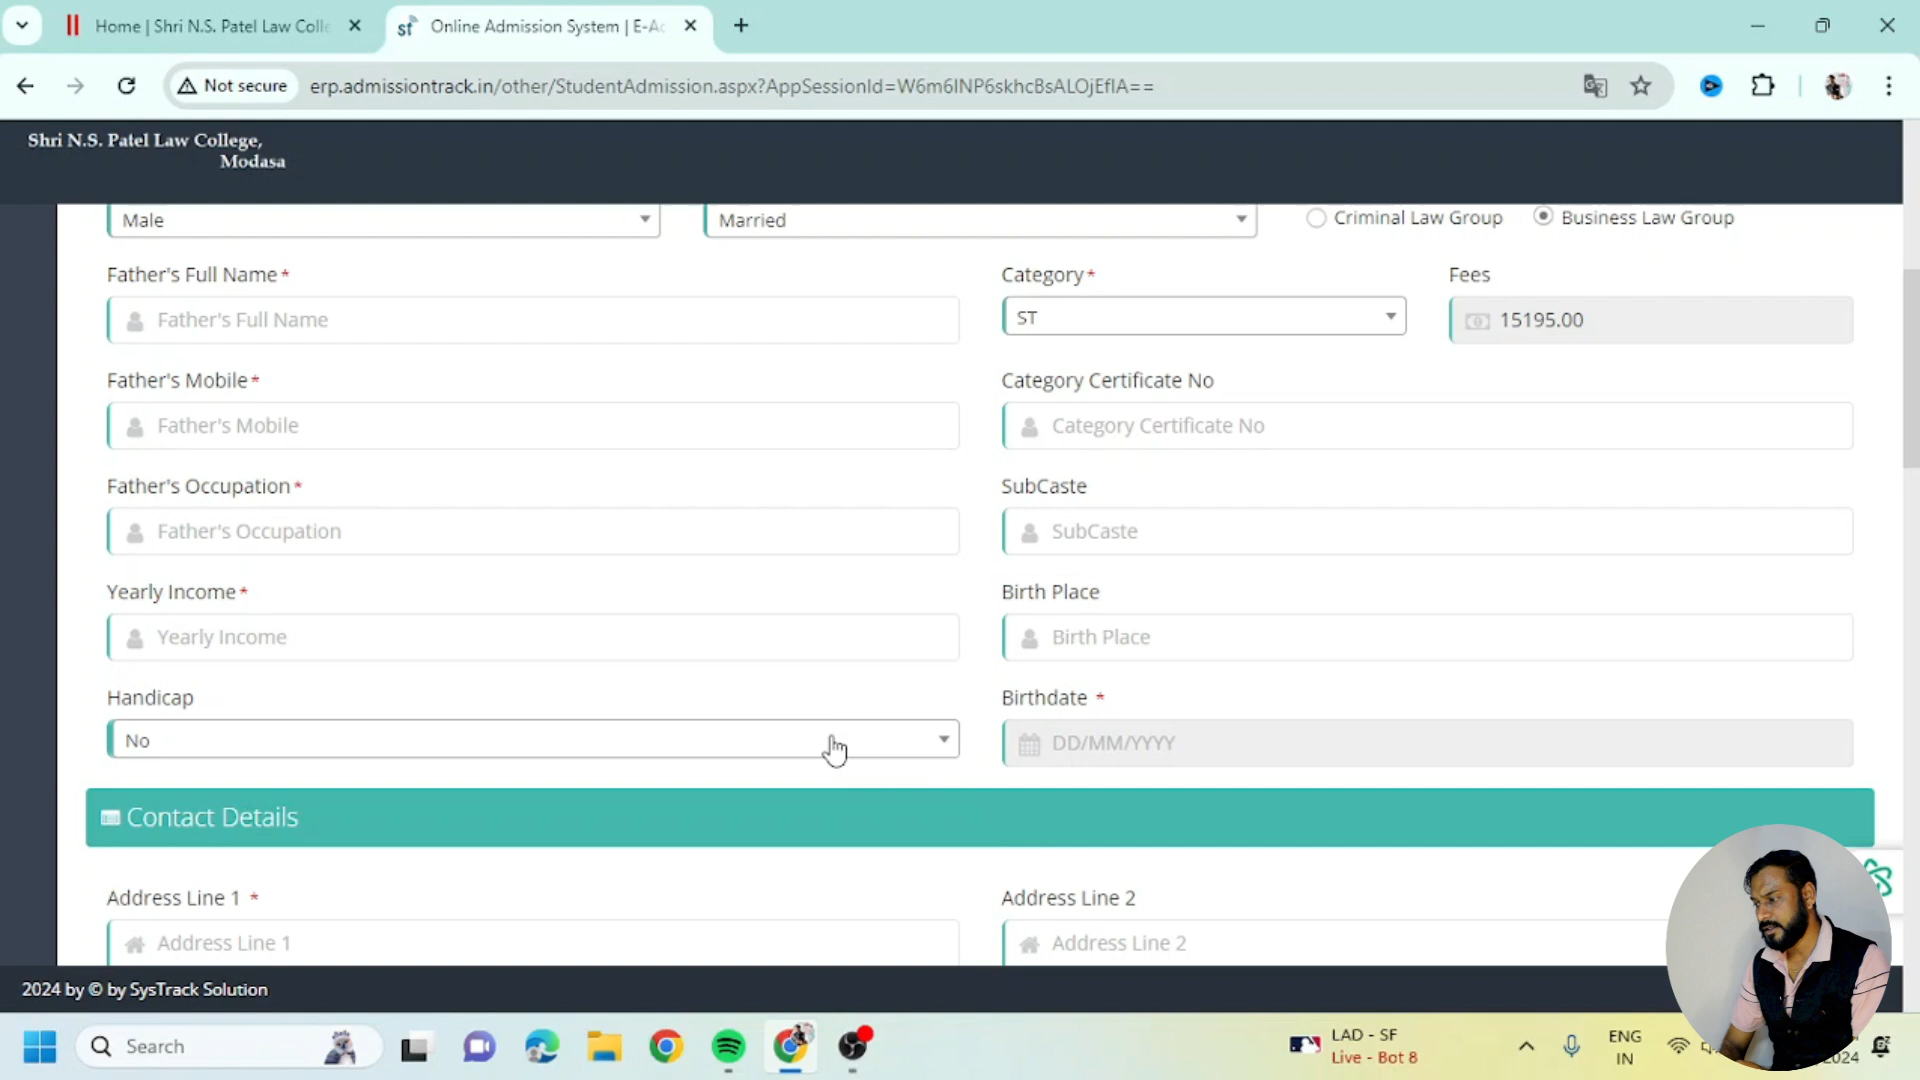 Home | Shri N.S. Patel Law Coll
Online Admission System | E-A
Not secure
erp.admissiontrack.in/other/StudentAdmission.aspx?AppSessionId=W6m6INP6skhcBsALOjEfIA==
Shri N.S. Patel Law College,
Modasa
Male
Married
Criminal Law Group
Business Law Group
Father's Full Name*
Category*
Fees
Father's Full Name
ST
15195.00
Father's Mobile*
Category Certificate No
Father's Mobile
Category Certificate No
Father's Occupation*
SubCaste
Father's Occupation
SubCaste
Yearly Income*
Birth Place
Yearly Income
Birth Place
Handicap
Birthdate *
No
DD/MM/YYYY
Contact Details
Address Line 1 *
Address Line 2
Address Line 1
Address Line 2
2024 by © by SysTrack Solution
Search
LAD - SF
Live - Bot 8
ENG
IN
2024